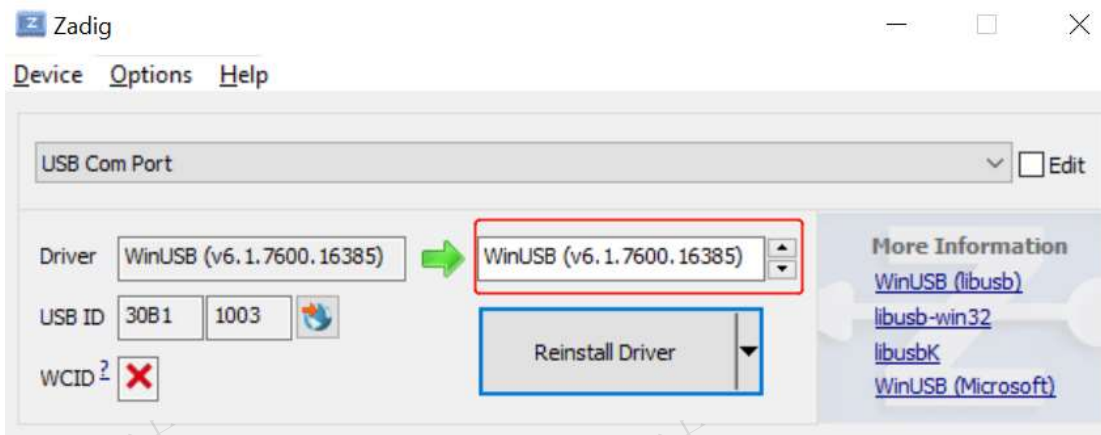 Zadig
Device Options Help
USB Com Port
Edit
Driver WinUSB (v6.1.7600.16385) WinUSB (v6.1.7600.16385)
USB ID 30B1 1003
WCID ?
Reinstall Driver
More Information
WinUSB (libusb)
libusb-win32
libusbK
WinUSB (Microsoft)